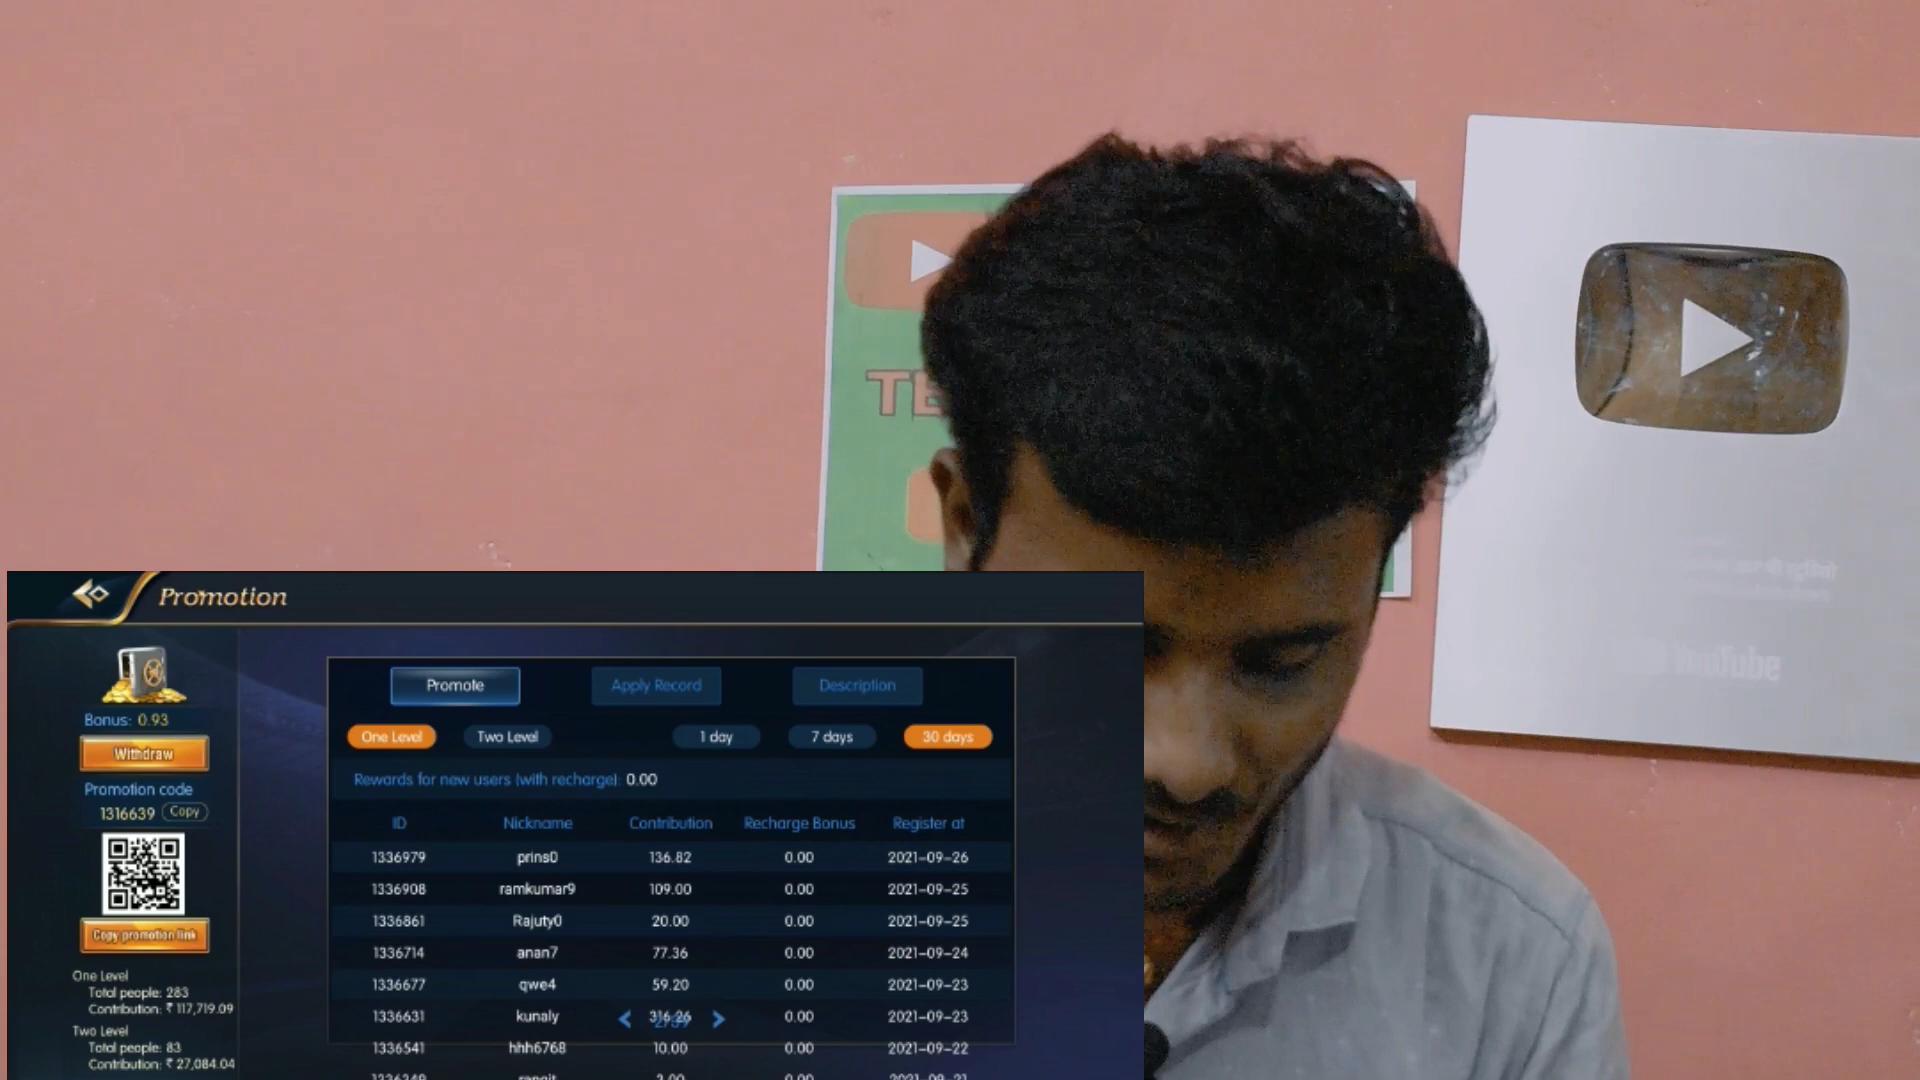 TE
Promotion
Bonus: 0.93
Withdraw
Promotion code
1316639 Copy
Copy promotion link
One Level
Total people: 283
Contribution: ₹ 117,719.09
Two Level
Total people: 83
Contribution: ₹ 27,084.04
Promote Apply Record Description
One Level Two Level 1 day 7 days 30 days
Rewards for new users (with recharge): 0.00
ID Nickname Contribution Recharge Bonus Register at
1336979 prins0 136.82 0.00 2021-09-26
1336908 ramkumar9 109.00 0.00 2021-09-25
1336861 Rajuty0 20.00 0.00 2021-09-25
1336714 anan7 77.36 0.00 2021-09-24
1336677 qwe4 59.20 0.00 2021-09-23
1336631 kunaly 316.26 0.00 2021-09-23
1336541 hhh6768 10.00 0.00 2021-09-22